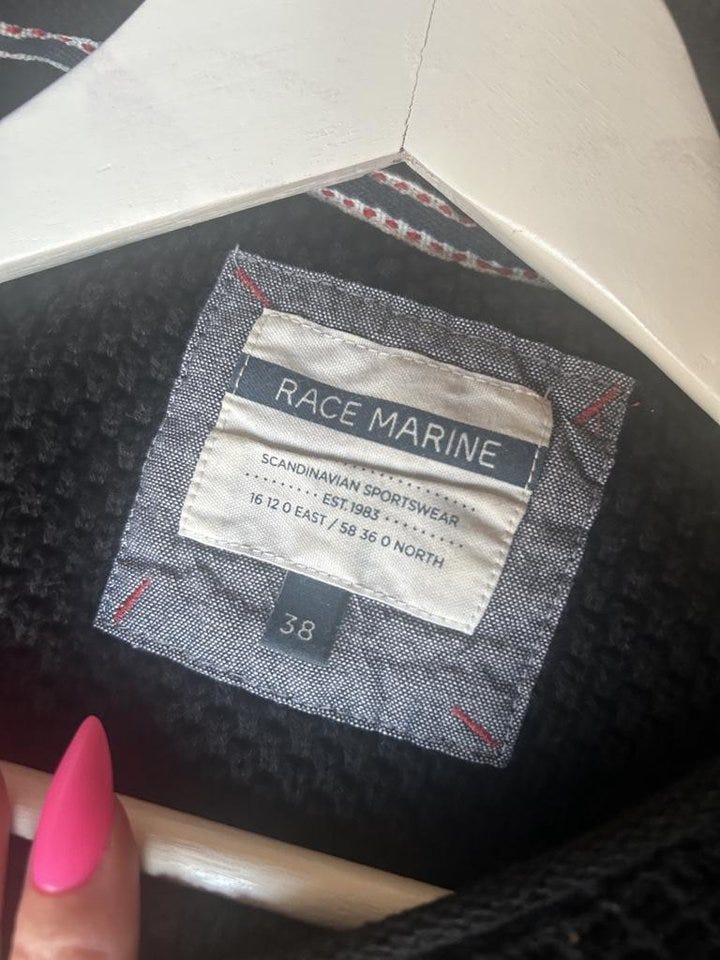 RACE MARINE
SCANDINAVIAN SPORTSWEAR
EST. 1983
16 12 0 EAST / 58 36 0 NORTH
38